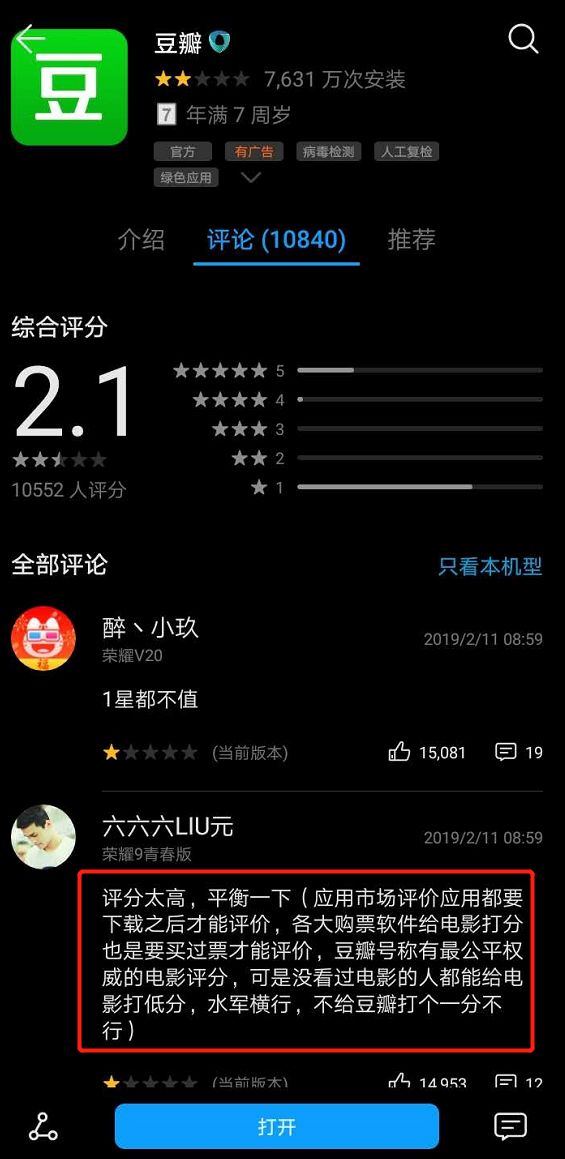 豆
豆瓣
7,631 万次安装
7 年满 7 周岁
官方 有广告 病毒检测 人工复检
绿色应用
介绍 评论 (10840) 推荐
综合评分
2.1
5
4
3
2
1
10552 人评分
全部评论 只看本机型
醉丶小玖
荣耀V20
2019/2/11 08:59
1星都不值
(当前版本) 15,081 19
六六六LIU元
荣耀9青春版
2019/2/11 08:59
评分太高，平衡一下（应用市场评价应用都要
下载之后才能评价，各大购票软件给电影打分
也是要买过票才能评价，豆瓣号称有最公平权
威的电影评分，可是没看过电影的人都能给电
影打低分，水军横行，不给豆瓣打个一分不
行）
(当前版本) 14,953 12
打开